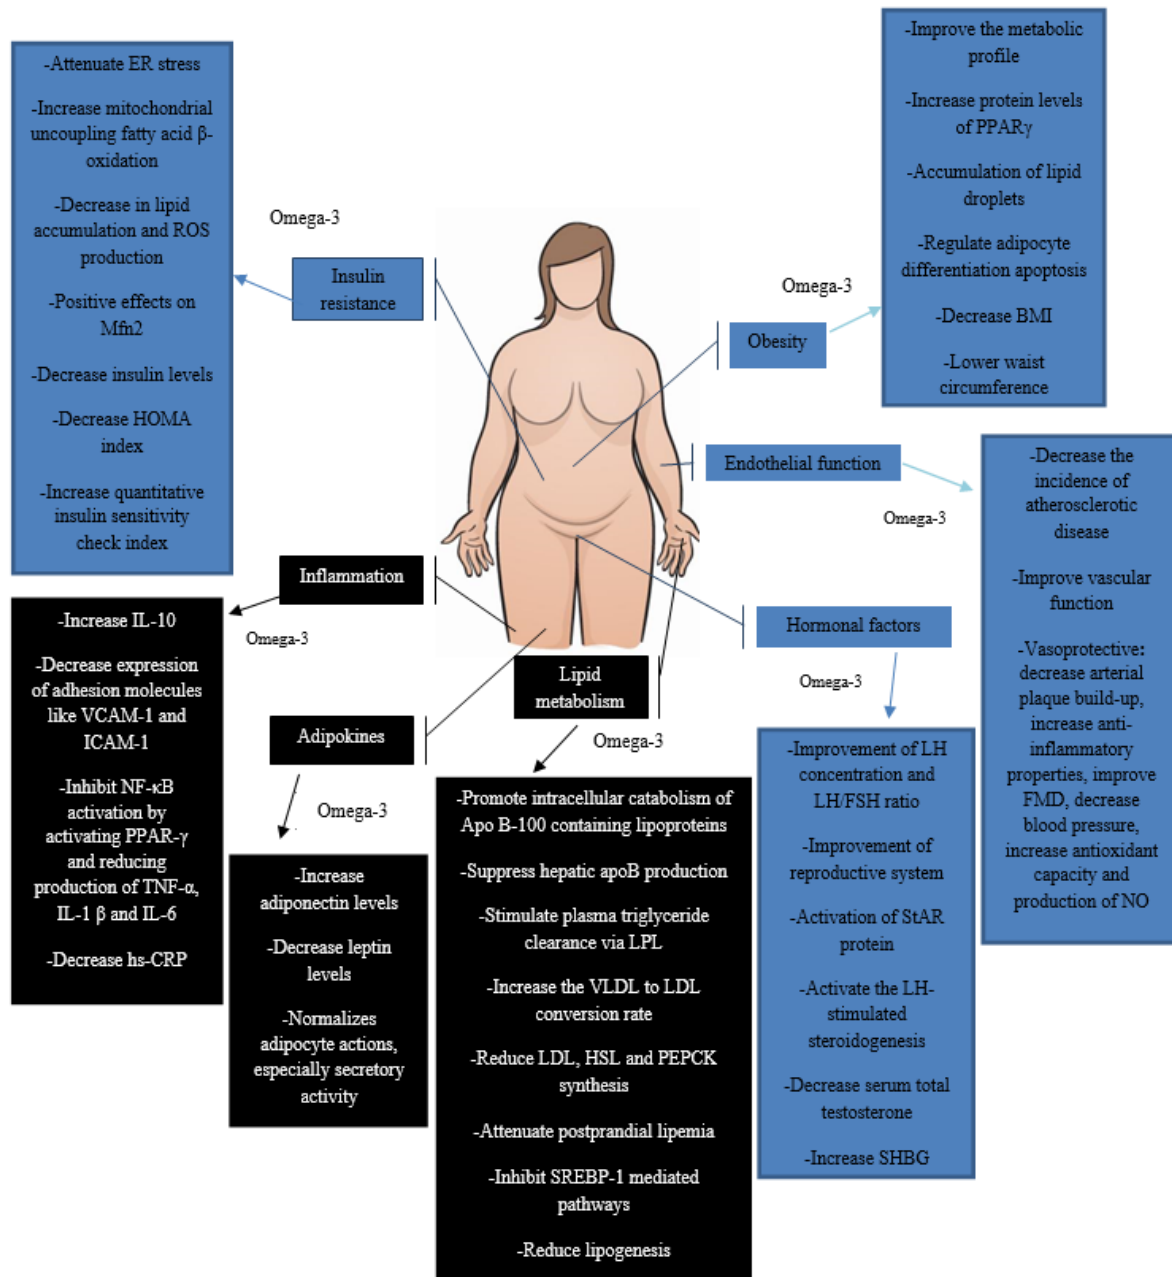 -Attenuate ER stress
-Increase mitochondrial
uncoupling fatty acid β-
oxidation
-Decrease in lipid
accumulation and ROS
production
-Positive effects on
Mfn2
-Decrease insulin levels
-Decrease HOMA
index
-Increase quantitative
insulin sensitivity
check index
Omega-3
Insulin
resistance
-Improve the metabolic
profile
-Increase protein levels
of PPARγ
-Accumulation of lipid
droplets
-Regulate adipocyte
differentiation apoptosis
-Decrease BMI
-Lower waist
circumference
Omega-3
Obesity
Endothelial function
Omega-3
-Decrease the
incidence of
atherosclerotic
disease
-Improve vascular
function
-Vasoprotective:
decrease arterial
plaque build-up,
increase anti-
inflammatory
properties, improve
FMD, decrease
blood pressure,
increase antioxidant
capacity and
production of NO
Inflammation
Omega-3
-Increase IL-10
-Decrease expression
of adhesion molecules
like VCAM-1 and
ICAM-1
-Inhibit NF-κB
activation by
activating PPAR-γ
and reducing
production of TNF-α,
IL-1 β and IL-6
-Decrease hs-CRP
Adipokines
Omega-3
-Increase
adiponectin levels
-Decrease leptin
levels
-Normalizes
adipocyte actions,
especially secretory
activity
Lipid
metabolism
Omega-3
-Promote intracellular catabolism of
Apo B-100 containing lipoproteins
-Suppress hepatic apoB production
-Stimulate plasma triglyceride
clearance via LPL
-Increase the VLDL to LDL
conversion rate
-Reduce LDL, HSL and PEPCK
synthesis
-Attenuate postprandial lipemia
-Inhibit SREBP-1 mediated
pathways
-Reduce lipogenesis
Hormonal factors
Omega-3
-Improvement of LH
concentration and
LH/FSH ratio
-Improvement of
reproductive system
-Activation of StAR
protein
-Activate the LH-
stimulated
steroidogenesis
-Decrease serum total
testosterone
-Increase SHBG